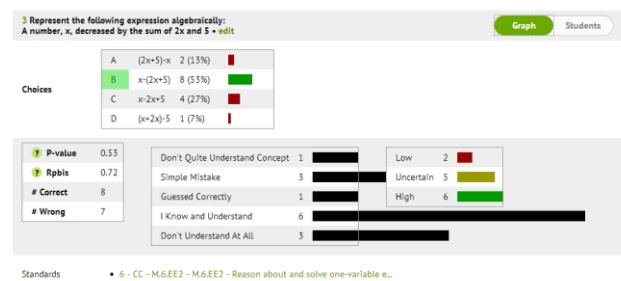 3 Represent the following expression algebraically:
A number, x, decreased by the sum of 2x and 5 • edit
Graph
Students
Choices
A (2x+5)-x 2 (13%)
B x-(2x+5) 8 (53%)
C x-2x+5 4 (27%)
D (x+2x)-5 1 (7%)
? P-value 0.53
? Rpbis 0.72
# Correct 8
# Wrong 7
Don't Quite Understand Concept 1
Simple Mistake 3
Guessed Correctly 1
I Know and Understand 6
Don't Understand At All 3
Low 2
Uncertain 5
High 6
Standards
• 6 - CC - M.6.EE2 - M.6.EE2 - Reason about and solve one-variable e...